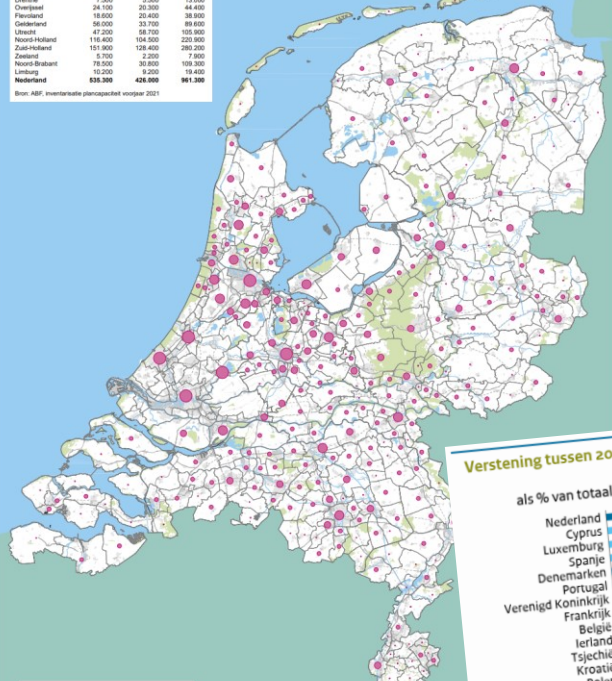 Overijssel 24.100 20.300 44.400
Flevoland 18.600 20.400 38.900
Gelderland 56.000 33.700 89.600
Utrecht 47.200 58.700 105.900
Noord-Holland 116.400 104.500 220.900
Zuid-Holland 151.900 128.400 280.200
Zeeland 5.700 2.200 7.900
Noord-Brabant 78.500 30.800 109.300
Limburg 10.200 9.200 19.400
Nederland 535.300 426.000 961.300
Bron: ABF, inventarisatie plancapaciteit voorjaar 2021
Verstening tussen 20
als % van totaal
Nederland
Cyprus
Luxemburg
Spanje
Denemarken
Portugal
Verenigd Koninkrijk
Frankrijk
België
Ierland
Tsjechië
Kroatië